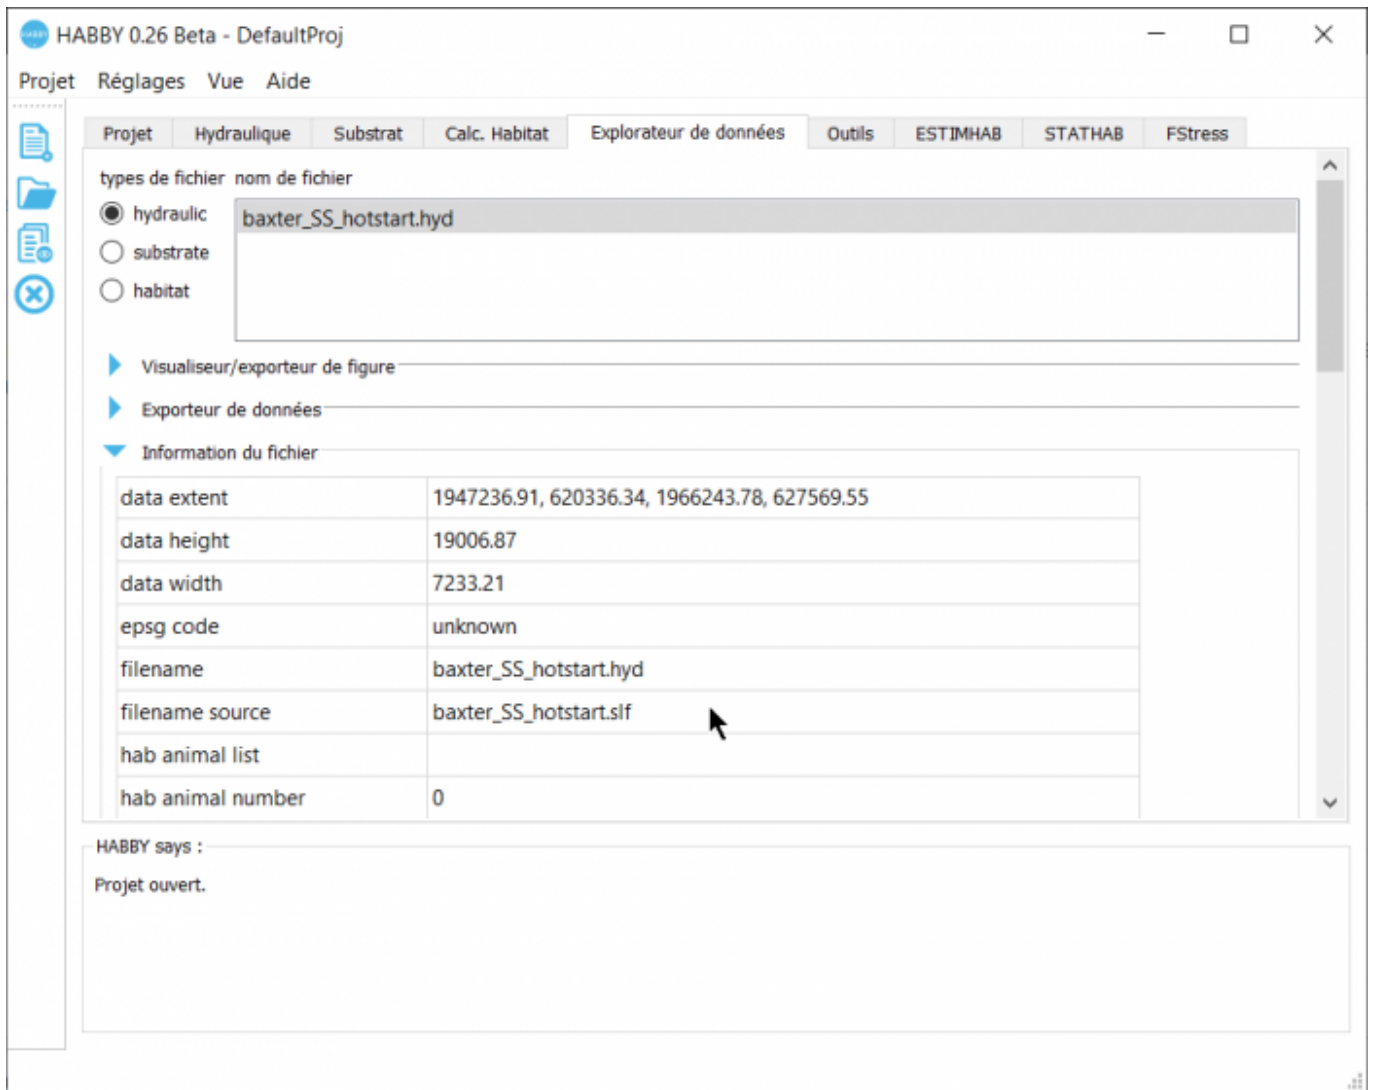 HABBY 0.26 Beta - DefaultProj
Projet Réglages Vue Aide
Projet Hydraulique Substrat Calc. Habitat Explorateur de données Outils ESTIMHAB STATHAB FStress
types de fichier nom de fichier
hydraulic baxter_SS_hotstart.hyd
substrate
habitat
Visualiseur/exporteur de figure
Exporteur de données
Information du fichier
data extent 1947236.91, 620336.34, 1966243.78, 627569.55
data height 19006.87
data width 7233.21
epsg code unknown
filename baxter_SS_hotstart.hyd
filename source baxter_SS_hotstart.slf
hab animal list
hab animal number 0
HABBY says :
Projet ouvert.